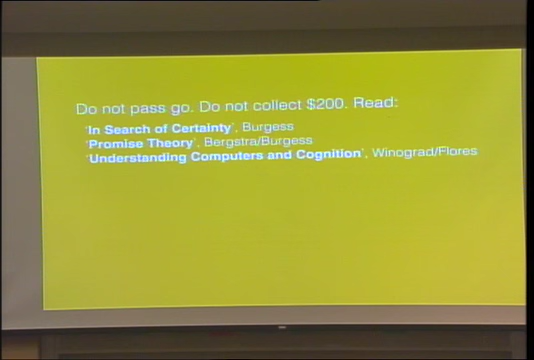 Do not pass go. Do not collect $200. Read:
'In Search of Certainty', Burgess
'Promise Theory', Bergstra/Burgess
'Understanding Computers and Cognition', Winograd/Flores